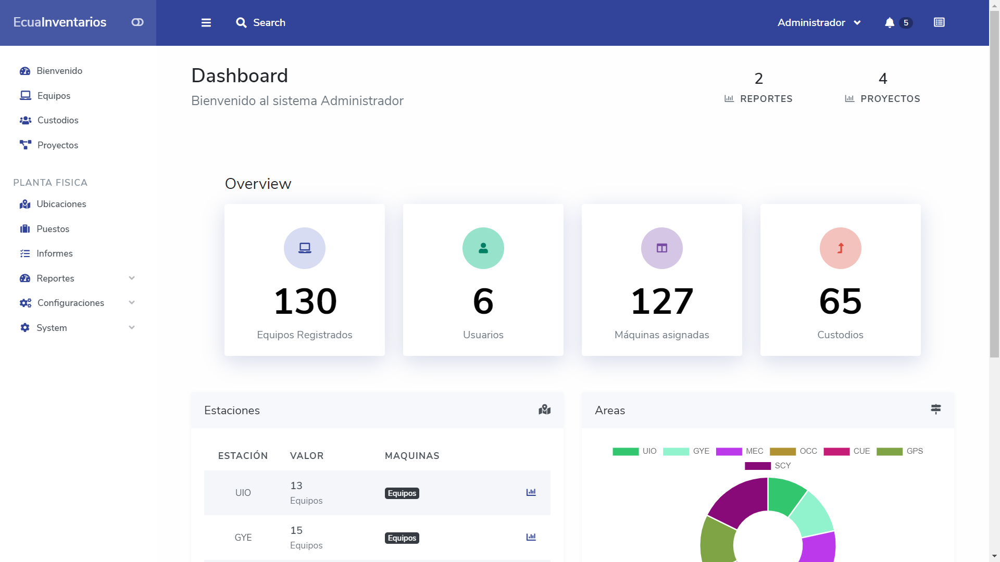 EcuaInventarios
Search
Administrador
5
Bienvenido
Equipos
Custodios
Proyectos
PLANTA FISICA
Ubicaciones
Puestos
Informes
Reportes
Configuraciones
System
Dashboard
Bienvenido al sistema Administrador
2
REPORTES
4
PROYECTOS
Overview
130
Equipos Registrados
6
Usuarios
127
Máquinas asignadas
65
Custodios
Estaciones
ESTACIÓN VALOR MAQUINAS
UIO 13 Equipos Equipos
GYE 15 Equipos Equipos
Areas
UIO GYE MEC OCC CUE GPS
SCY